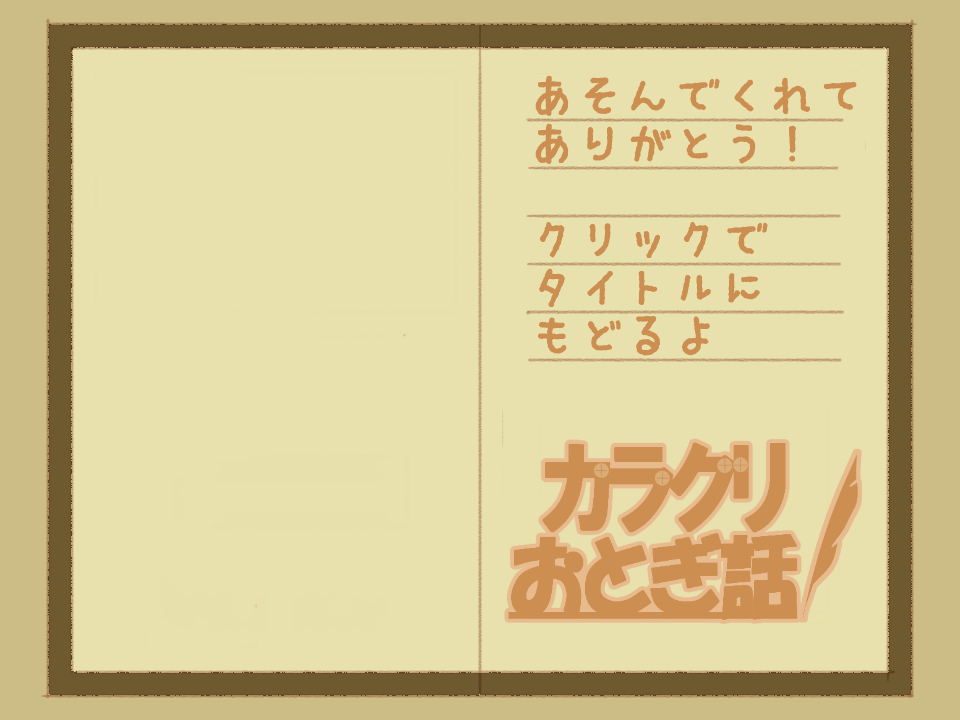 あそんでくれて
ありがとう！
クリックで
タイトルに
もどるよ
カラクリ
おとぎ話